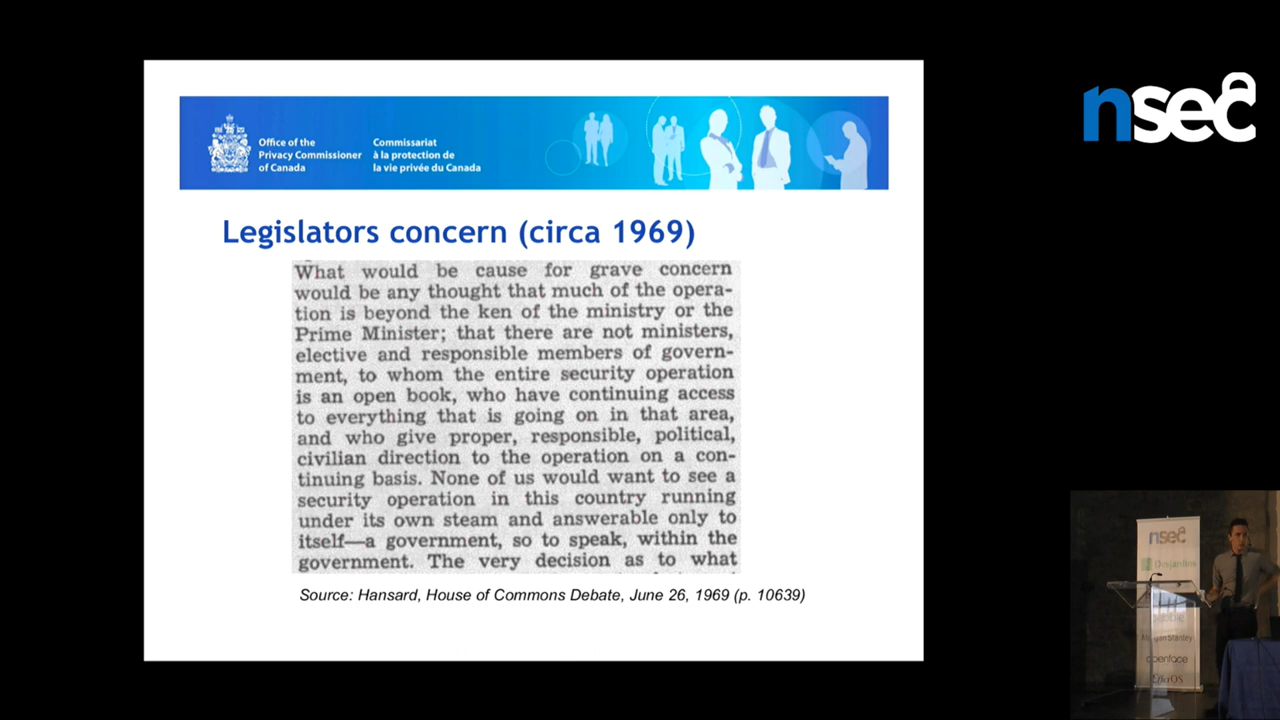 Office of the
Privacy Commissioner
of Canada
Commissariat
à la protection de
la vie privée du Canada
Legislators concern (circa 1969)
What would be cause for grave concern
would be any thought that much of the opera-
tion is beyond the ken of the ministry or the
Prime Minister; that there are not ministers,
elective and responsible members of govern-
ment, to whom the entire security operation
is an open book, who have continuing access
to everything that is going on in that area,
and who give proper, responsible, political,
civilian direction to the operation on a con-
tinuing basis. None of us would want to see a
security operation in this country running
under its own steam and answerable only to
itself—a government, so to speak, within the
government. The very decision as to what
Source: Hansard, House of Commons Debate, June 26, 1969 (p. 10639)
nsec
nsec
Desjardins
Stanley